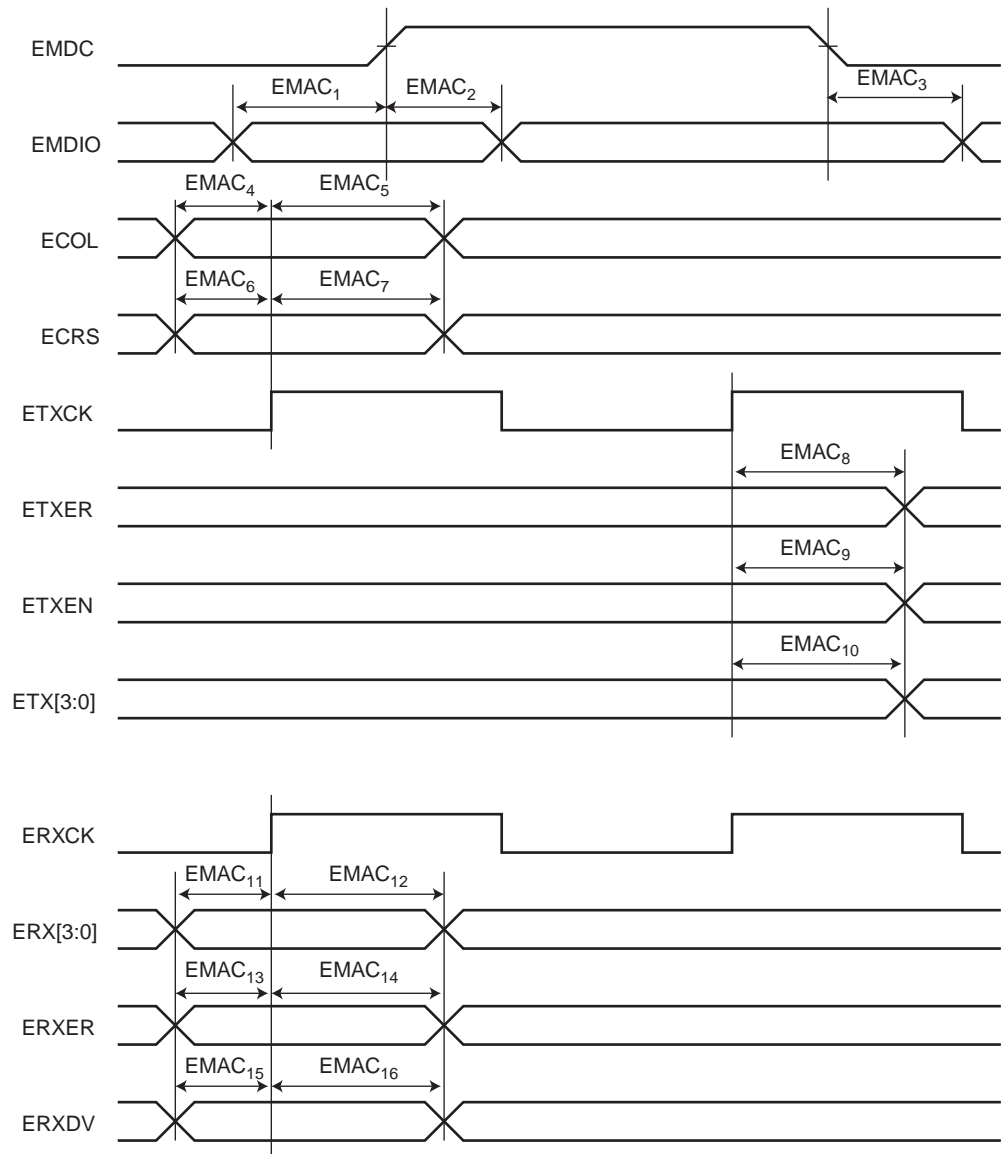 EMDC
EMAC₁ EMAC₂ EMAC₃
EMDIO
EMAC₄ EMAC₅
ECOL
EMAC₆ EMAC₇
ECRS
ETXCK
EMAC₈
ETXER
EMAC₉
ETXEN
EMAC₁₀
ETX[3:0]
ERXCK
EMAC₁₁ EMAC₁₂
ERX[3:0]
EMAC₁₃ EMAC₁₄
ERXER
EMAC₁₅ EMAC₁₆
ERXDV